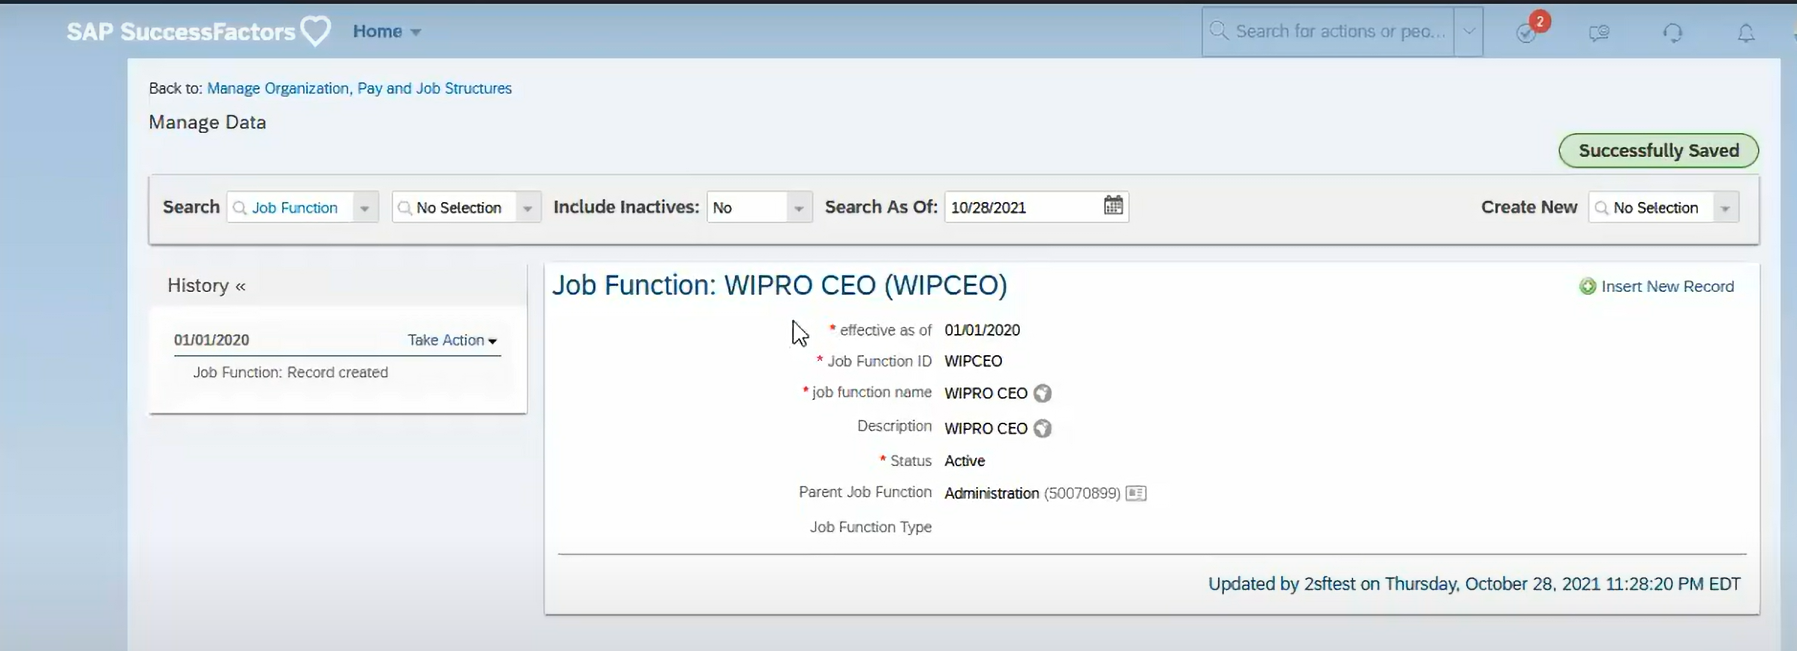 SAP SuccessFactors Home Search for actions or peo... 2
Back to: Manage Organization, Pay and Job Structures
Manage Data
Successfully Saved
Search Job Function No Selection Include Inactives: No Search As Of: 10/28/2021 Create New No Selection
History «
01/01/2020 Take Action
Job Function: Record created
Job Function: WIPRO CEO (WIPCEO)
Insert New Record
* effective as of 01/01/2020
* Job Function ID WIPCEO
* job function name WIPRO CEO
Description WIPRO CEO
* Status Active
Parent Job Function Administration (50070899)
Job Function Type
Updated by 2sftest on Thursday, October 28, 2021 11:28:20 PM EDT